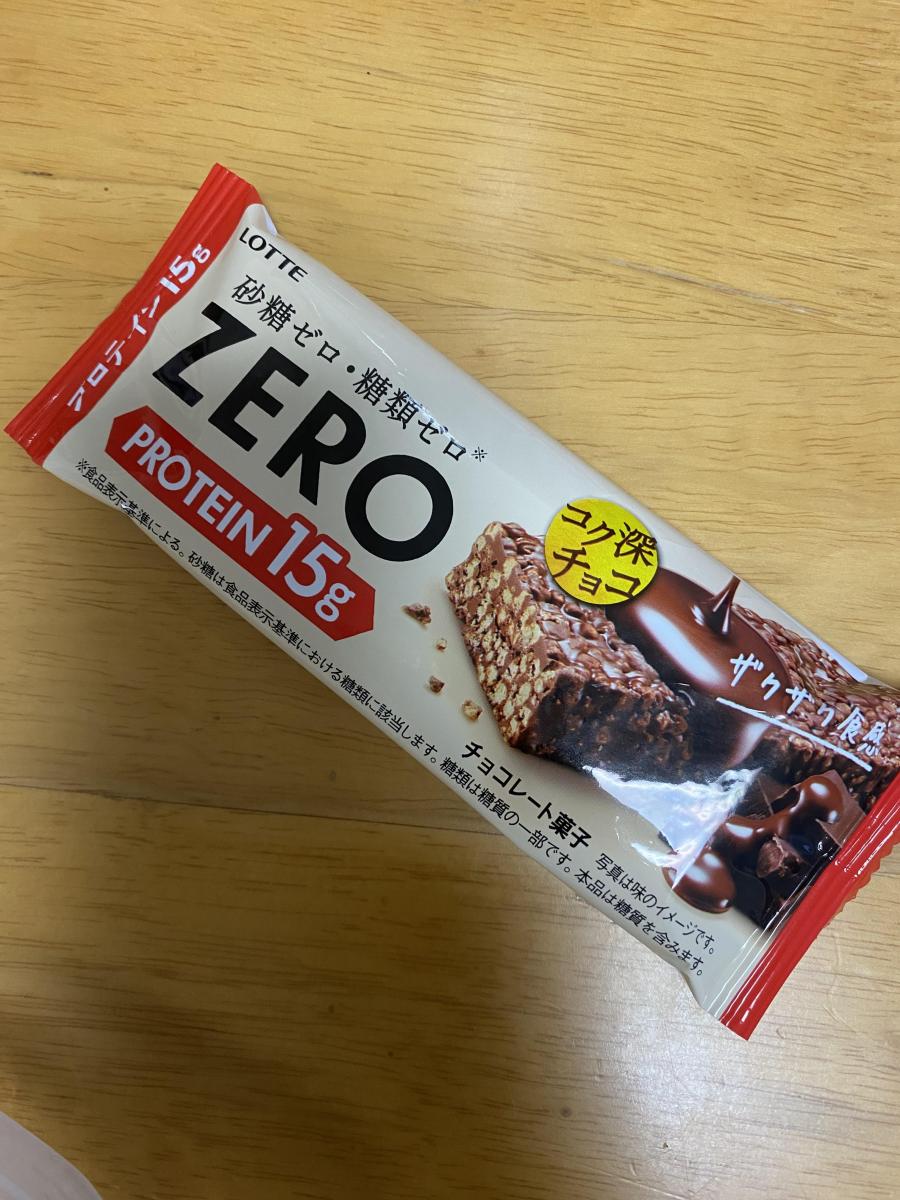 プロテイン15g
LOTTE
砂糖ゼロ・糖類ゼロ※
ZERO
PROTEIN 15g
コク深
チョコ
ザクザク食感
チョコレート菓子
写真は味のイメージです。
※食品表示基準による。砂糖は食品表示基準における糖類に該当します。糖類は糖質の一部です。本品は糖質を含みます。